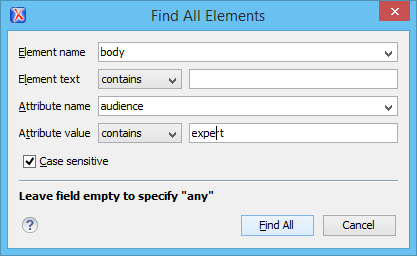 Find All Elements
Element name body
Element text contains
Attribute name audience
Attribute value contains expert
Case sensitive
Leave field empty to specify "any"
? Find All Cancel